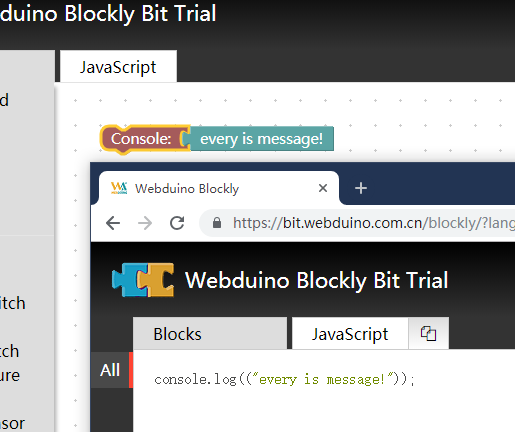 duino Blockly Bit Trial
JavaScript
d
Console: every is message!
Webduino Blockly
https://bit.webduino.com.cn/blockly/?lang
Webduino Blockly Bit Trial
itch
Blocks
JavaScript
tch
All
ure
console.log(("every is message!"));
nsor